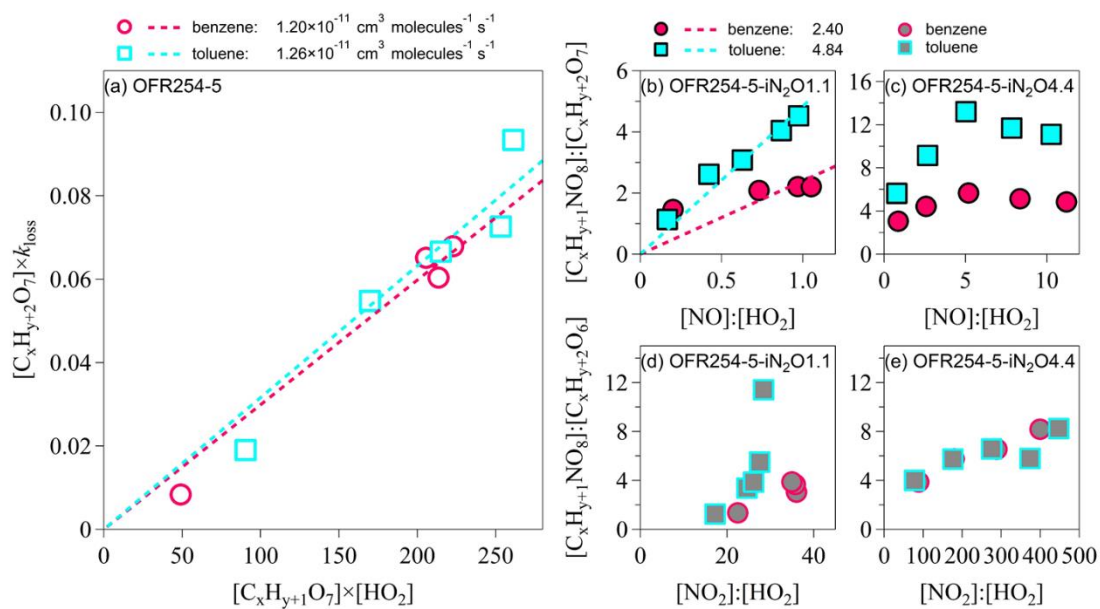 benzene: 1.20×10⁻¹¹ cm³ molecules⁻¹ s⁻¹
toluene: 1.26×10⁻¹¹ cm³ molecules⁻¹ s⁻¹
(a) OFR254-5
[CₓHᵧ₊₂O₇]×k_loss
0.10
0.08
0.06
0.04
0.02
0
0 50 100 150 200 250
[CₓHᵧ₊₁O₇]×[HO₂]
benzene: 2.40
toluene: 4.84
benzene
toluene
[CₓHᵧ₊₁NO₈]:[CₓHᵧ₊₂O₇]
(b) OFR254-5-iN₂O1.1
6
4
2
0
0 0.5 1.0
[NO]:[HO₂]
(c) OFR254-5-iN₂O4.4
16
12
8
4
0
0 5 10
[NO]:[HO₂]
[CₓHᵧ₊₁NO₈]:[CₓHᵧ₊₂O₆]
(d) OFR254-5-iN₂O1.1
12
8
4
0
0 20 40
[NO₂]:[HO₂]
(e) OFR254-5-iN₂O4.4
12
8
4
0
0 100 200 300 400 500
[NO₂]:[HO₂]